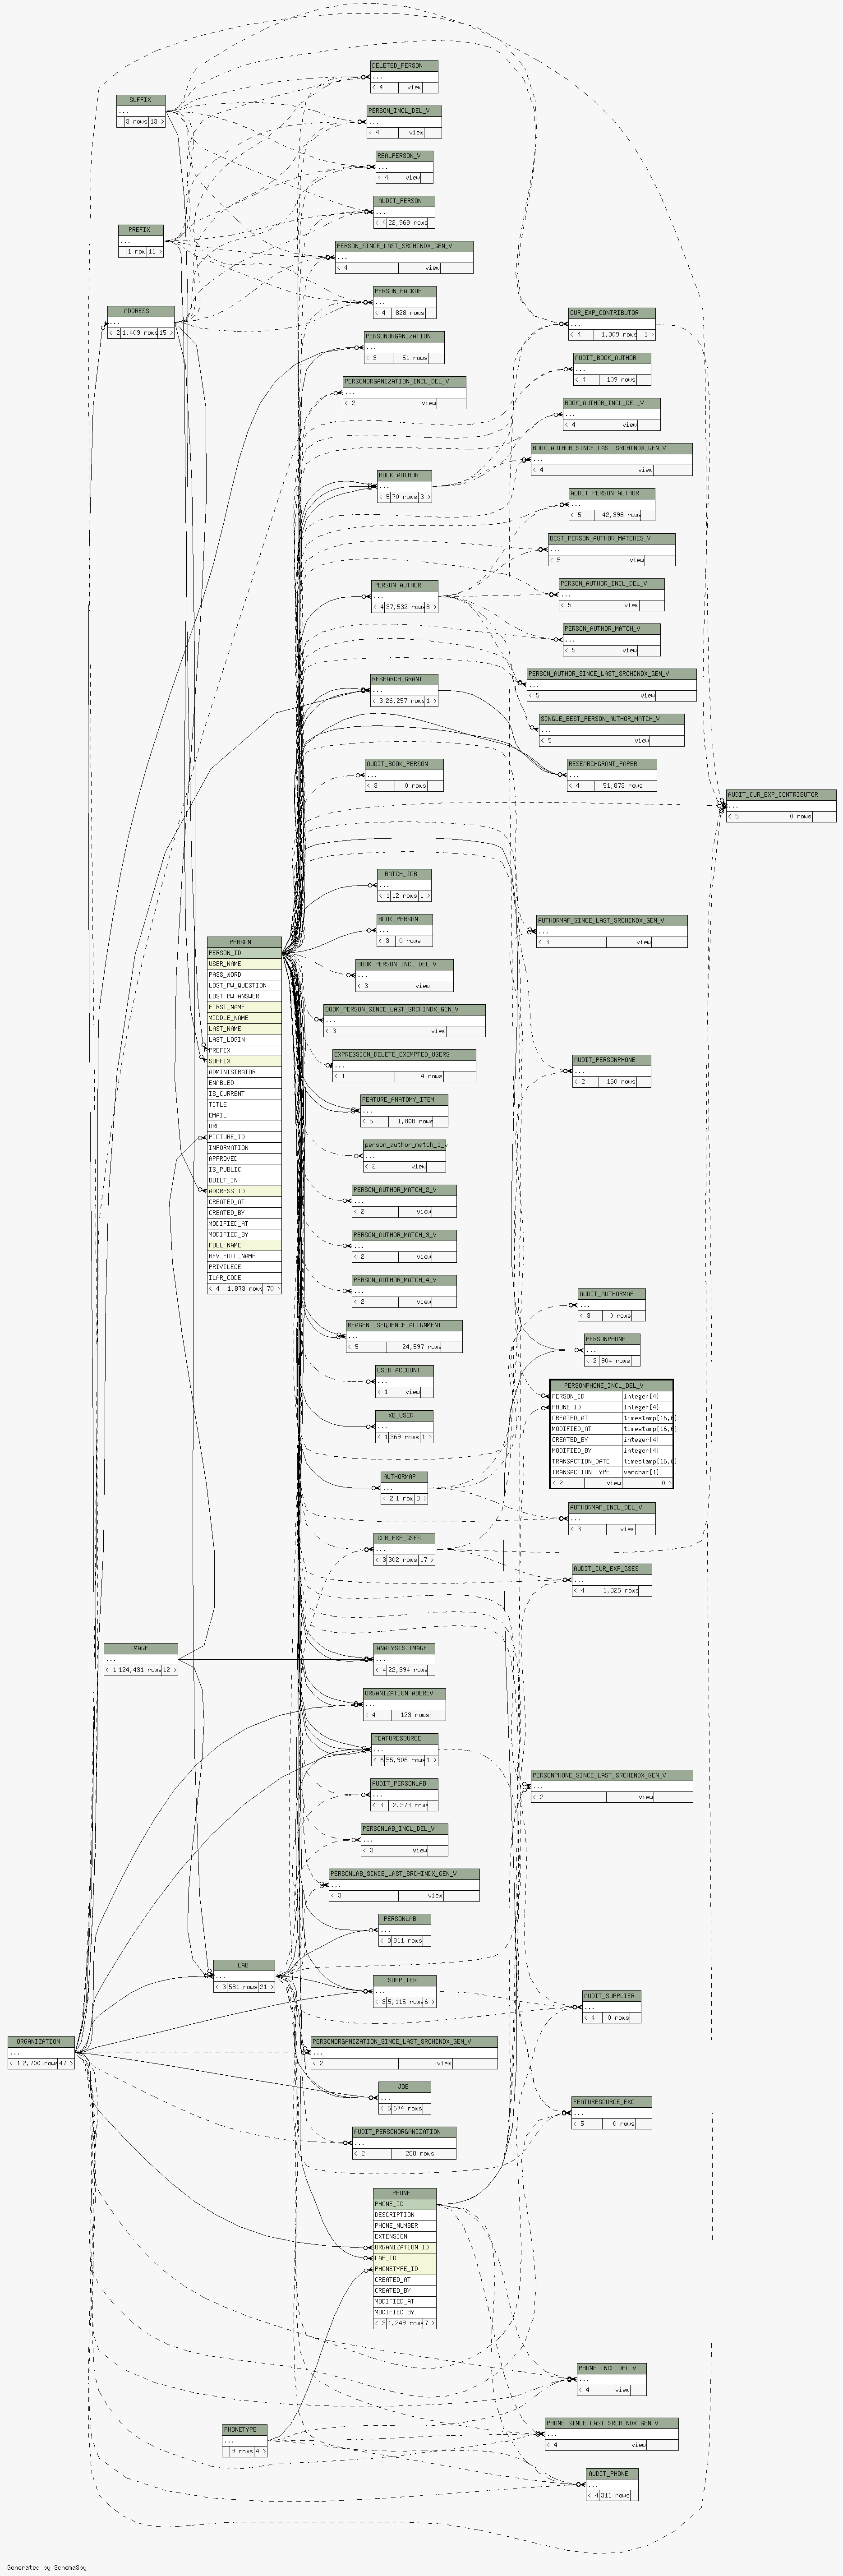 DELETED_PERSON
...
< 4 view
SUFFIX
...
3 rows 13 >
PERSON_INCL_DEL_V
...
< 4 view
REALPERSON_V
...
< 4 view
AUDIT_PERSON
...
< 4 22,969 rows
PREFIX
...
1 row 11 >
PERSON_SINCE_LAST_SRCHINDX_GEN_V
...
< 4 view
PERSON_BACKUP
...
< 4 828 rows
ADDRESS
...
< 2 1,409 rows 15 >
CUR_EXP_CONTRIBUTOR
...
< 4 1,309 rows 1 >
PERSONORGANIZATION
...
< 3 51 rows
AUDIT_BOOK_AUTHOR
...
< 4 109 rows
PERSONORGANIZATION_INCL_DEL_V
...
< 2 view
BOOK_AUTHOR_INCL_DEL_V
...
< 4 view
BOOK_AUTHOR_SINCE_LAST_SRCHINDX_GEN_V
...
< 4 view
BOOK_AUTHOR
...
< 5 70 rows 3 >
AUDIT_PERSON_AUTHOR
...
< 5 42,398 rows
BEST_PERSON_AUTHOR_MATCHES_V
...
< 5 view
PERSON_AUTHOR
...
< 4 37,532 rows 8 >
PERSON_AUTHOR_INCL_DEL_V
...
< 5 view
PERSON_AUTHOR_MATCH_V
...
< 5 view
RESEARCH_GRANT
...
< 3 26,257 rows 1 >
PERSON_AUTHOR_SINCE_LAST_SRCHINDX_GEN_V
...
< 5 view
SINGLE_BEST_PERSON_AUTHOR_MATCH_V
...
< 5 view
AUDIT_BOOK_PERSON
...
< 3 0 rows
RESEARCHGRANT_PAPER
...
< 4 51,873 rows
AUDIT_CUR_EXP_CONTRIBUTOR
...
< 5 0 rows
BATCH_JOB
...
< 1 12 rows 1 >
BOOK_PERSON
...
< 3 0 rows
AUTHORMAP_SINCE_LAST_SRCHINDX_GEN_V
...
< 3 view
PERSON
PERSON_ID
USER_NAME
PASS_WORD
LOST_PW_QUESTION
LOST_PW_ANSWER
FIRST_NAME
MIDDLE_NAME
LAST_NAME
LAST_LOGIN
PREFIX
SUFFIX
ADMINISTRATOR
ENABLED
IS_CURRENT
TITLE
EMAIL
URL
PICTURE_ID
INFORMATION
APPROVED
IS_PUBLIC
BUILT_IN
ADDRESS_ID
CREATED_AT
CREATED_BY
MODIFIED_AT
MODIFIED_BY
FULL_NAME
REV_FULL_NAME
PRIVILEGE
ILAR_CODE
< 4 1,873 rows 70 >
BOOK_PERSON_INCL_DEL_V
...
< 3 view
BOOK_PERSON_SINCE_LAST_SRCHINDX_GEN_V
...
< 3 view
EXPRESSION_DELETE_EXEMPTED_USERS
...
< 1 4 rows
AUDIT_PERSONPHONE
...
< 2 160 rows
FEATURE_ANATOMY_ITEM
...
< 5 1,808 rows
person_author_match_1_v
...
< 2 view
PERSON_AUTHOR_MATCH_2_V
...
< 2 view
PERSON_AUTHOR_MATCH_3_V
...
< 2 view
PERSON_AUTHOR_MATCH_4_V
...
< 2 view
AUDIT_AUTHORMAP
...
< 3 0 rows
REAGENT_SEQUENCE_ALIGNMENT
...
< 5 24,597 rows
PERSONPHONE
...
< 2 904 rows
USER_ACCOUNT
...
< 1 view
PERSONPHONE_INCL_DEL_V
PERSON_ID integer[4]
PHONE_ID integer[4]
CREATED_AT timestamp[16,6]
MODIFIED_AT timestamp[16,6]
CREATED_BY integer[4]
MODIFIED_BY integer[4]
TRANSACTION_DATE timestamp[16,6]
TRANSACTION_TYPE varchar[1]
< 2 view 0 >
XB_USER
...
< 1 369 rows 1 >
AUTHORMAP
...
< 2 1 row 3 >
AUTHORMAP_INCL_DEL_V
...
< 3 view
CUR_EXP_GSES
...
< 3 302 rows 17 >
AUDIT_CUR_EXP_GSES
...
< 4 1,825 rows
IMAGE
...
< 1 124,431 rows 12 >
ANALYSIS_IMAGE
...
< 4 22,394 rows
ORGANIZATION_ABBREV
...
< 4 123 rows
FEATURESOURCE
...
< 6 55,906 rows 1 >
PERSONPHONE_SINCE_LAST_SRCHINDX_GEN_V
...
< 2 view
AUDIT_PERSONLAB
...
< 3 2,373 rows
PERSONLAB_INCL_DEL_V
...
< 3 view
PERSONLAB_SINCE_LAST_SRCHINDX_GEN_V
...
< 3 view
PERSONLAB
...
< 3 811 rows
LAB
...
< 3 581 rows 21 >
SUPPLIER
...
< 3 5,115 rows 6 >
AUDIT_SUPPLIER
...
< 4 0 rows
ORGANIZATION
...
< 1 2,700 rows 47 >
PERSONORGANIZATION_SINCE_LAST_SRCHINDX_GEN_V
...
< 2 view
JOB
...
< 5 674 rows
FEATURESOURCE_EXC
...
< 5 0 rows
AUDIT_PERSONORGANIZATION
...
< 2 288 rows
PHONE
PHONE_ID
DESCRIPTION
PHONE_NUMBER
EXTENSION
ORGANIZATION_ID
LAB_ID
PHONETYPE_ID
CREATED_AT
CREATED_BY
MODIFIED_AT
MODIFIED_BY
< 3 1,249 rows 7 >
PHONE_INCL_DEL_V
...
< 4 view
PHONETYPE
...
9 rows 4 >
PHONE_SINCE_LAST_SRCHINDX_GEN_V
...
< 4 view
AUDIT_PHONE
...
< 4 311 rows
Generated by SchemaSpy